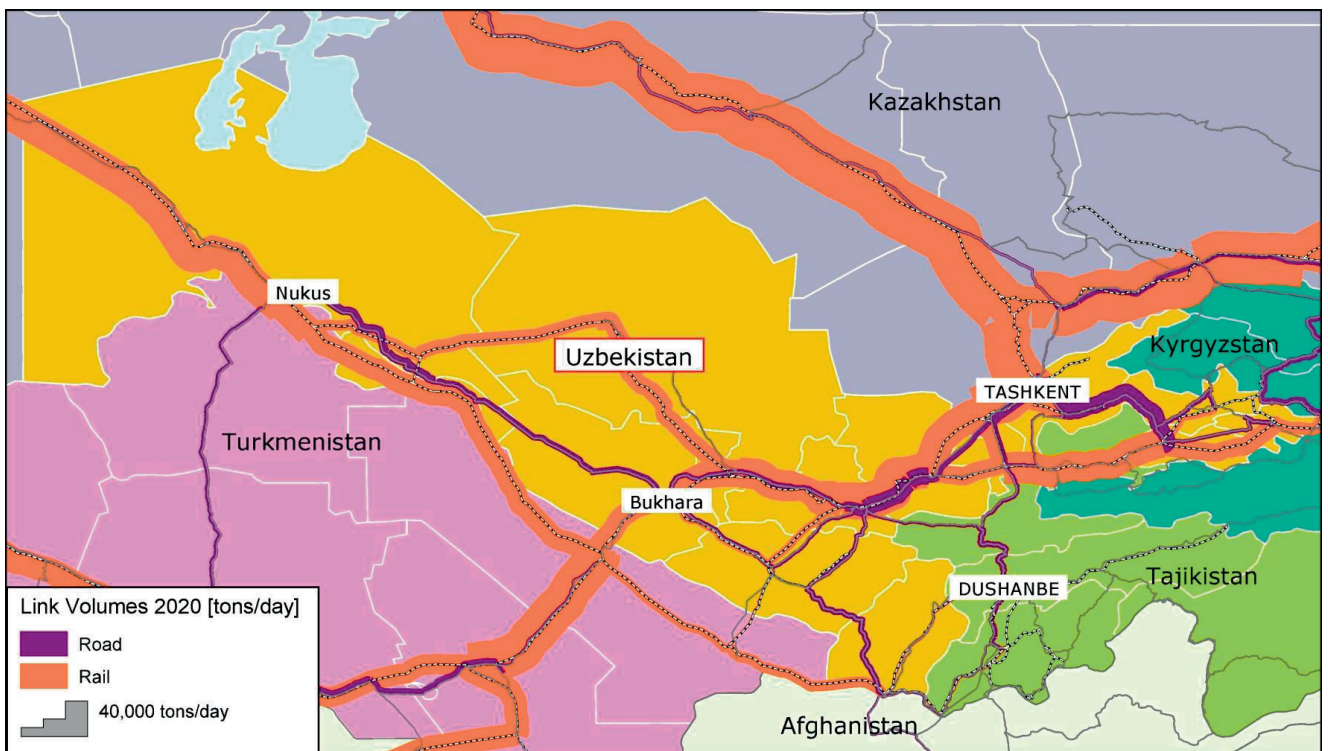 Kazakhstan
Nukus
Uzbekistan
Kyrgyzstan
TASHKENT
Turkmenistan
Bukhara
DUSHANBE
Tajikistan
Afghanistan
Link Volumes 2020 [tons/day]
Road
Rail
40,000 tons/day